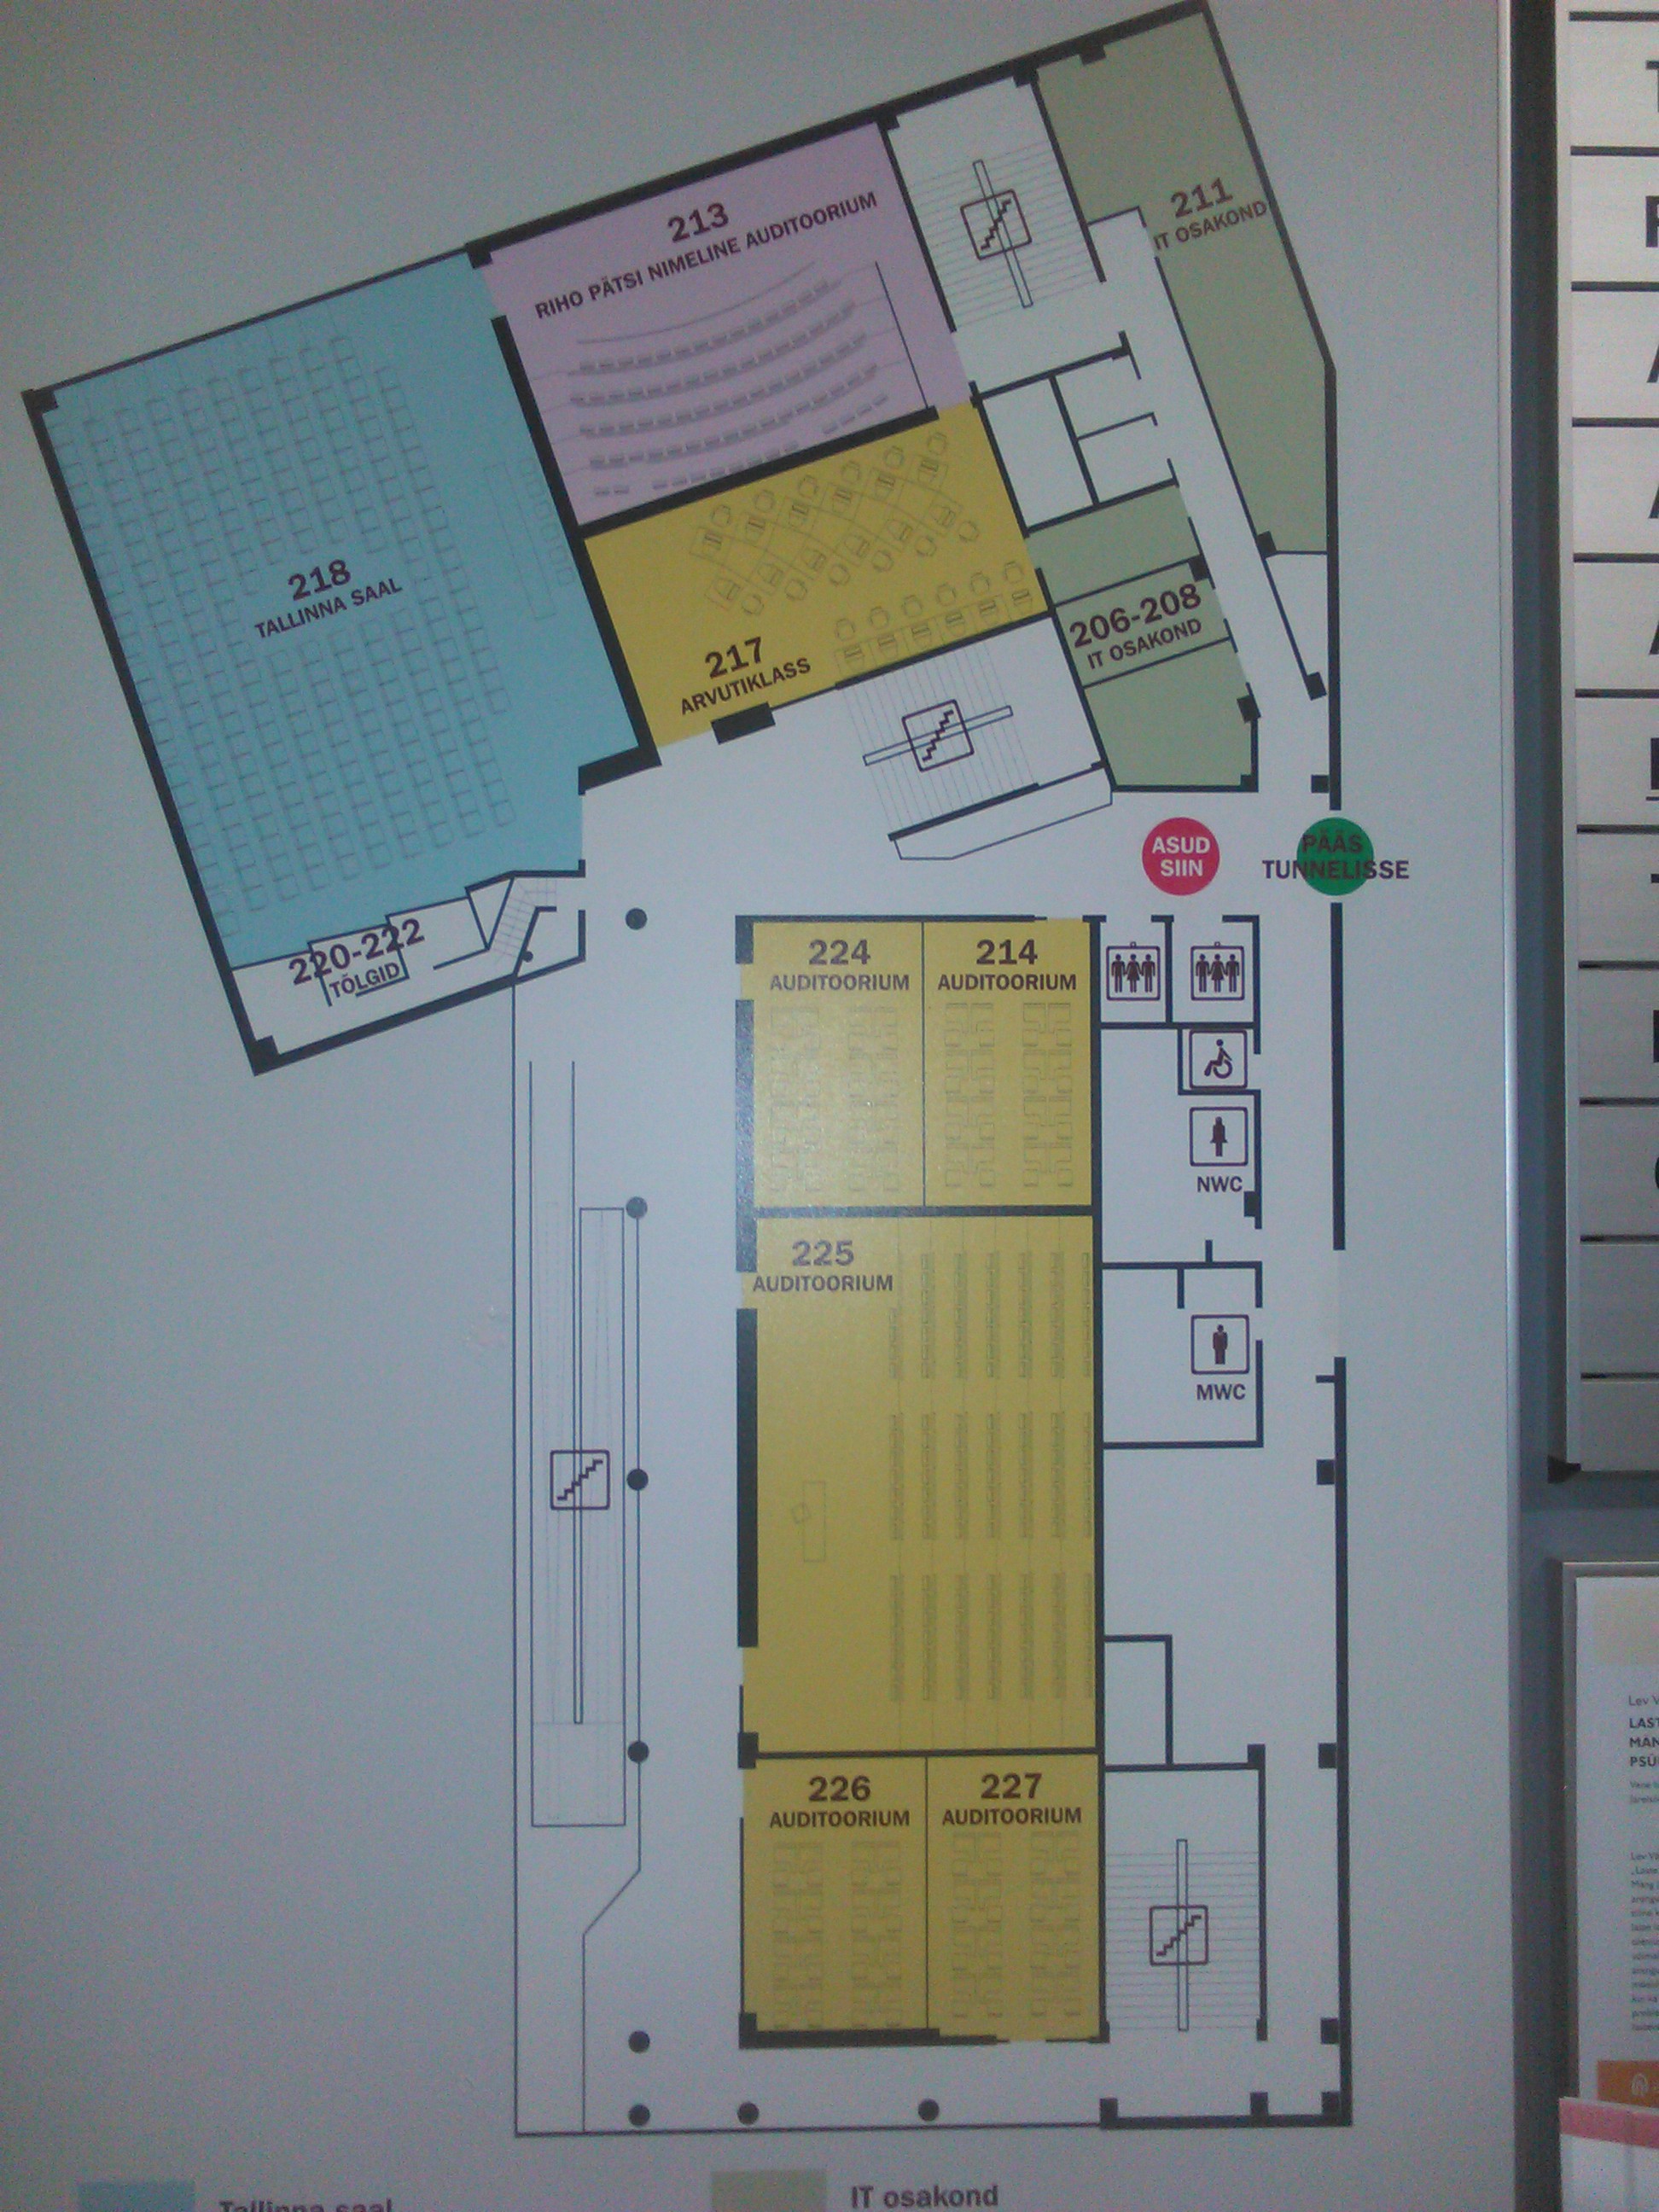 213
RIHO PÄTSI NIMELINE AUDITOORIUM
211
IT OSAKOND
218
TALLINNA SAAL
217
ARVUTIKLASS
206-208
IT OSAKOND
ASUD
SIIN
PÄÄS
TUNNELISSE
220-222
TÕLGID
224
AUDITOORIUM
214
AUDITOORIUM
NWC
225
AUDITOORIUM
MWC
226
AUDITOORIUM
227
AUDITOORIUM
Tallinna saal
IT osakond
Lev